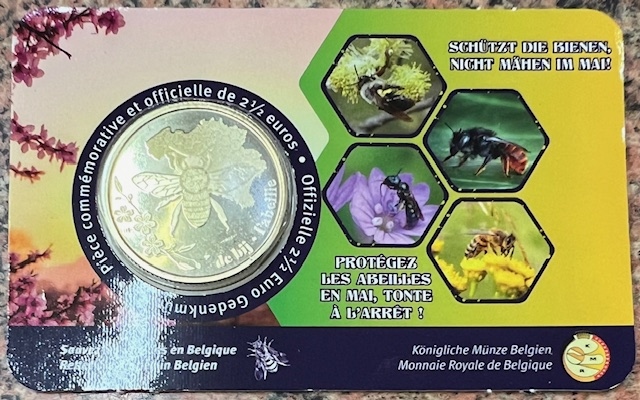 SCHÜTZT DIE BIENEN,
NICHT MÄHEN IM MAI!
Pièce commémorative et officielle de 2½ euros •
Offizielle 2½ Euro Gedenkmü
de bij - l'abeille
PROTÉGEZ
LES ABEILLES
EN MAI, TONTE
À L'ARRÊT !
en Belgique
in Belgien
Königliche Münze Belgien
Monnaie Royale de Belgique
KMR